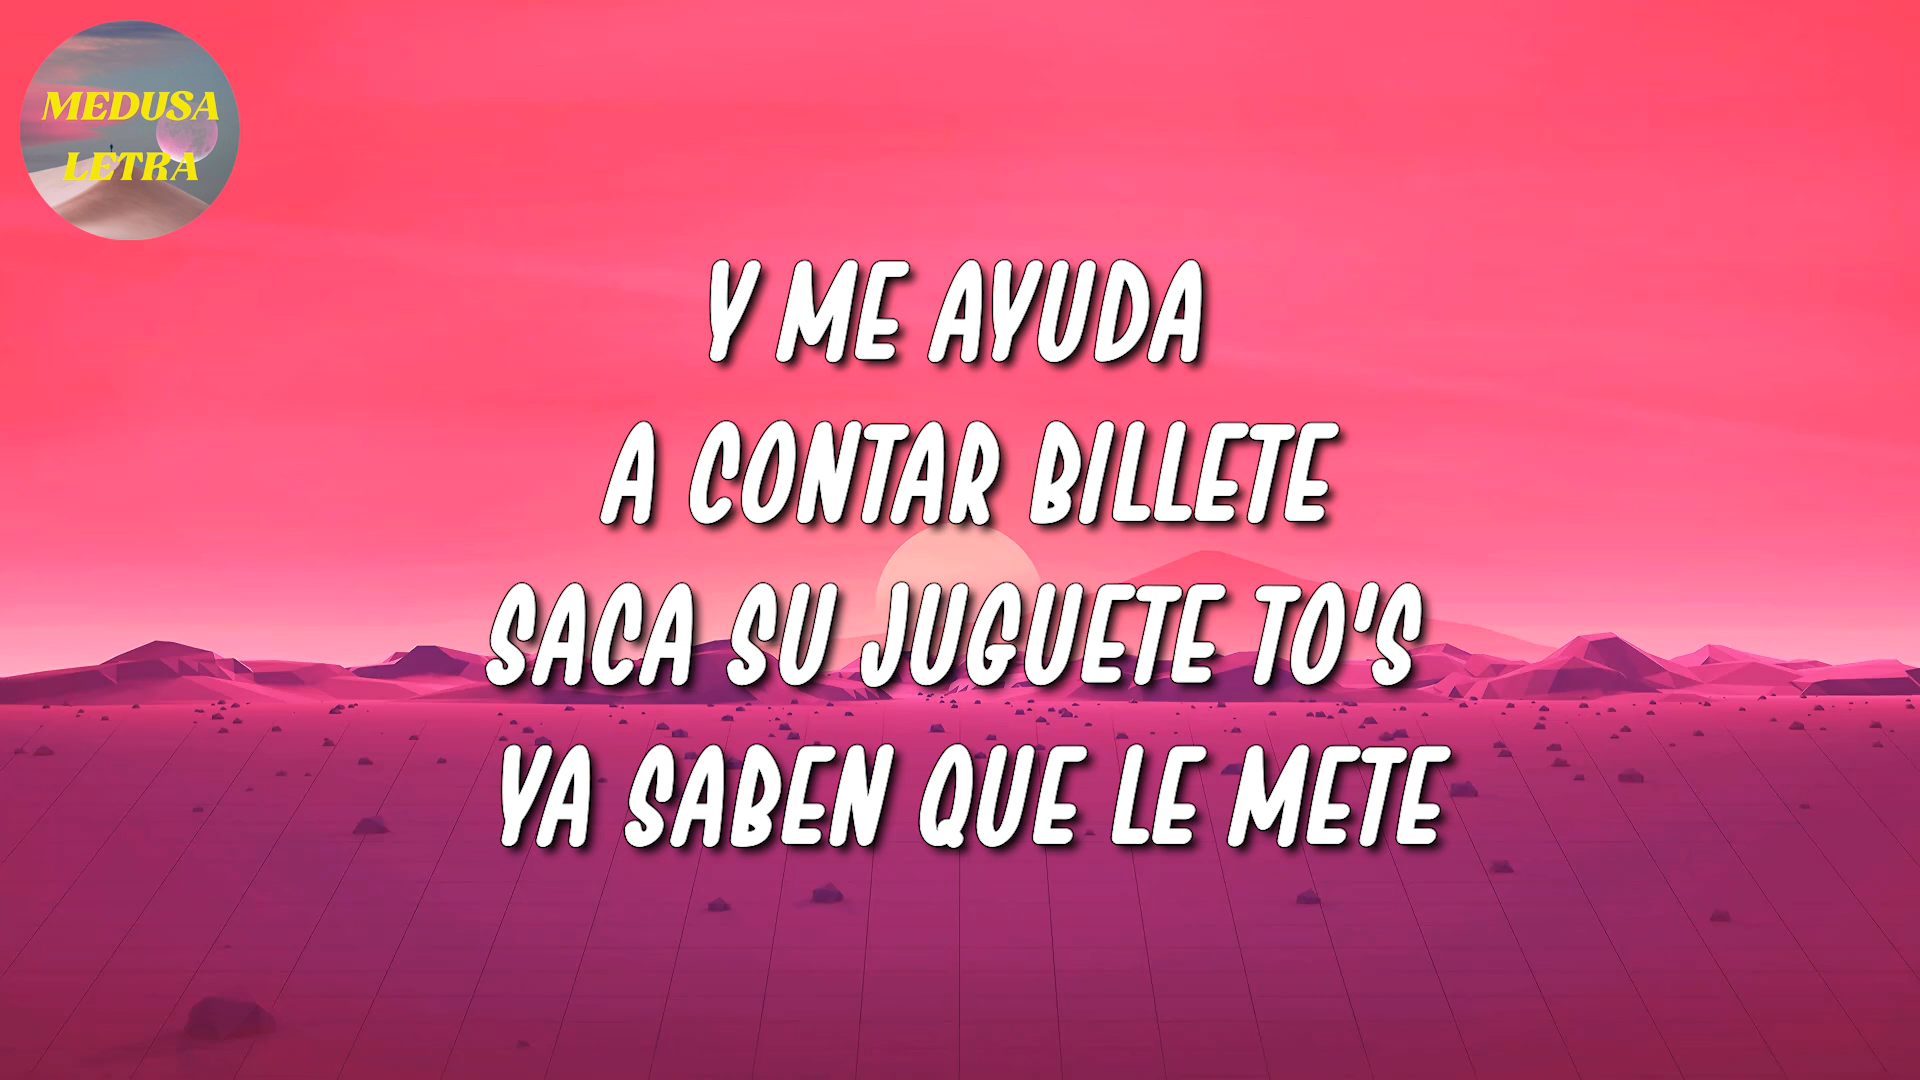 MEDUSA
LETRA
Y ME AYUDA
A CONTAR BILLETE
SACA SU JUGUETE TO'S
YA SABEN QUE LE METE